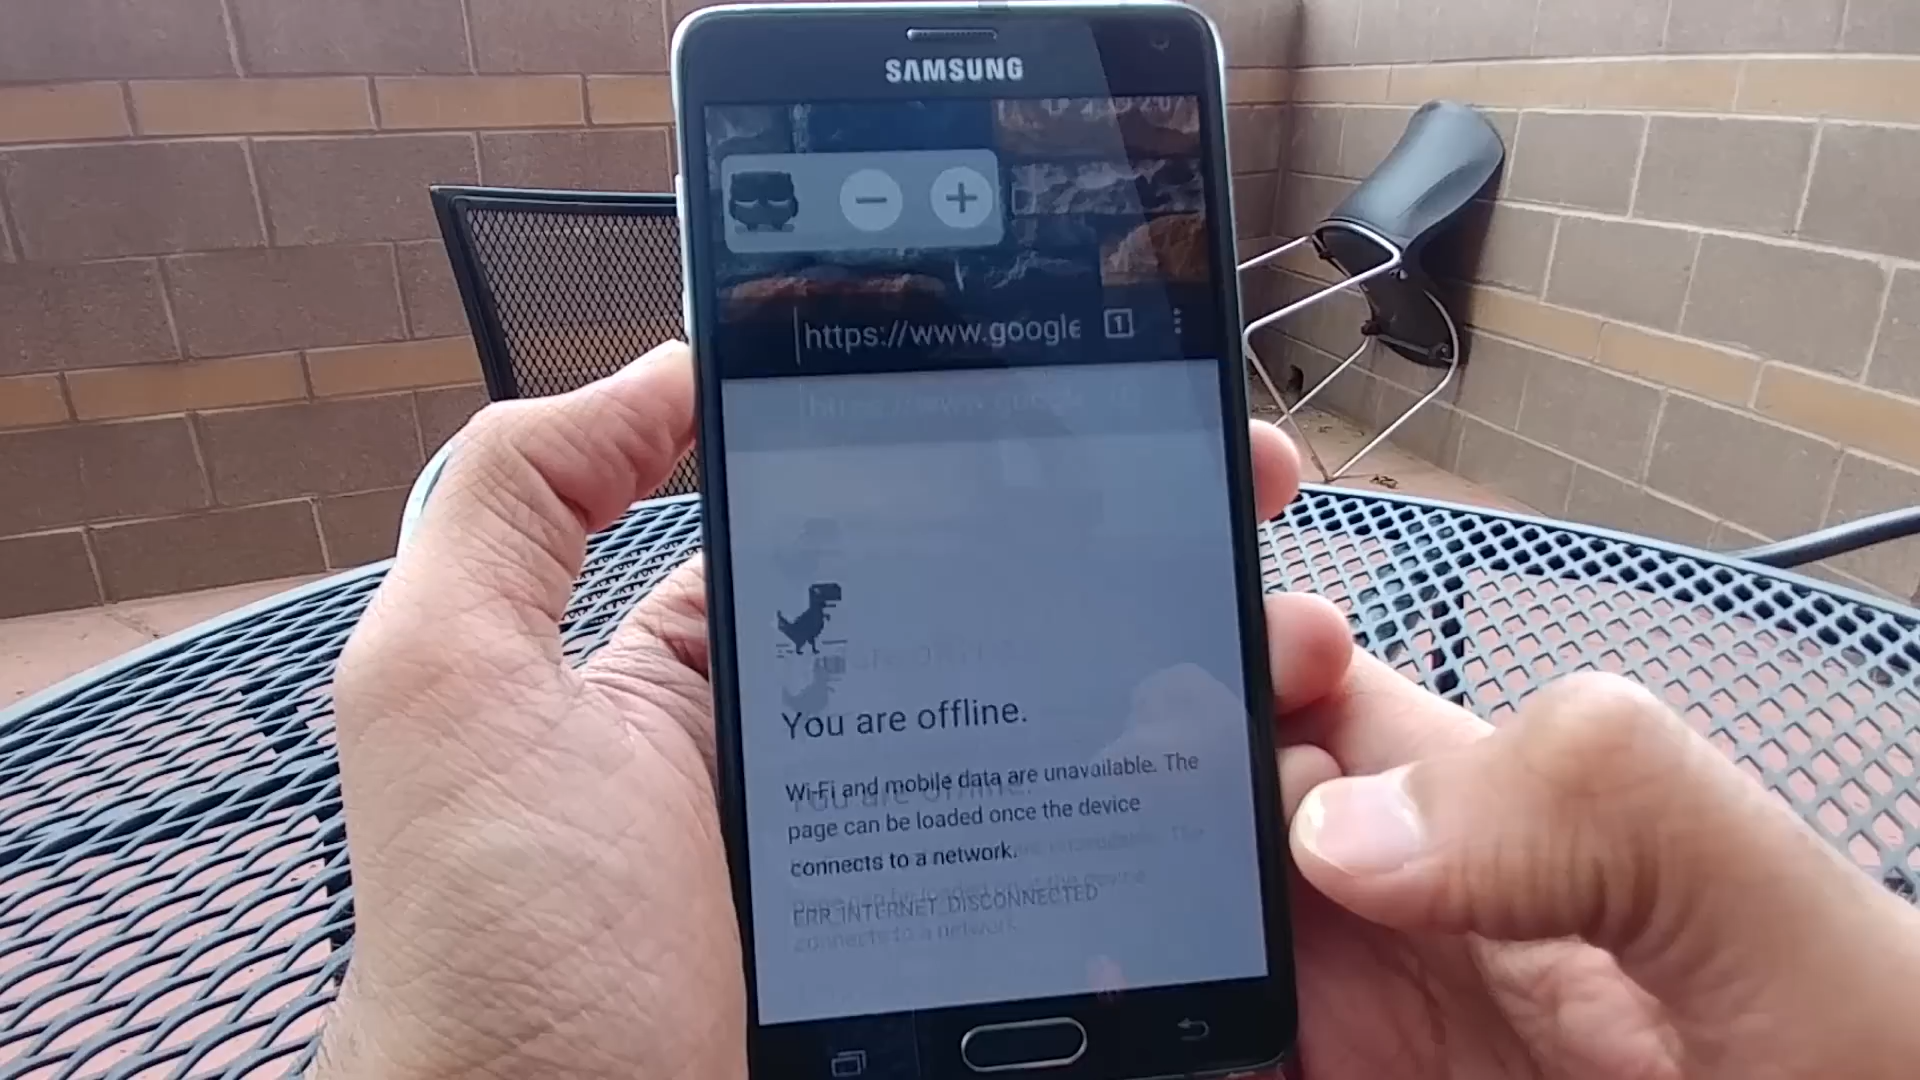 SAMSUNG
https://www.google
1
You are offline.
Wi-Fi and mobile data are unavailable. The
page can be loaded once the device
connects to a network.
ERR_INTERNET_DISCONNECTED